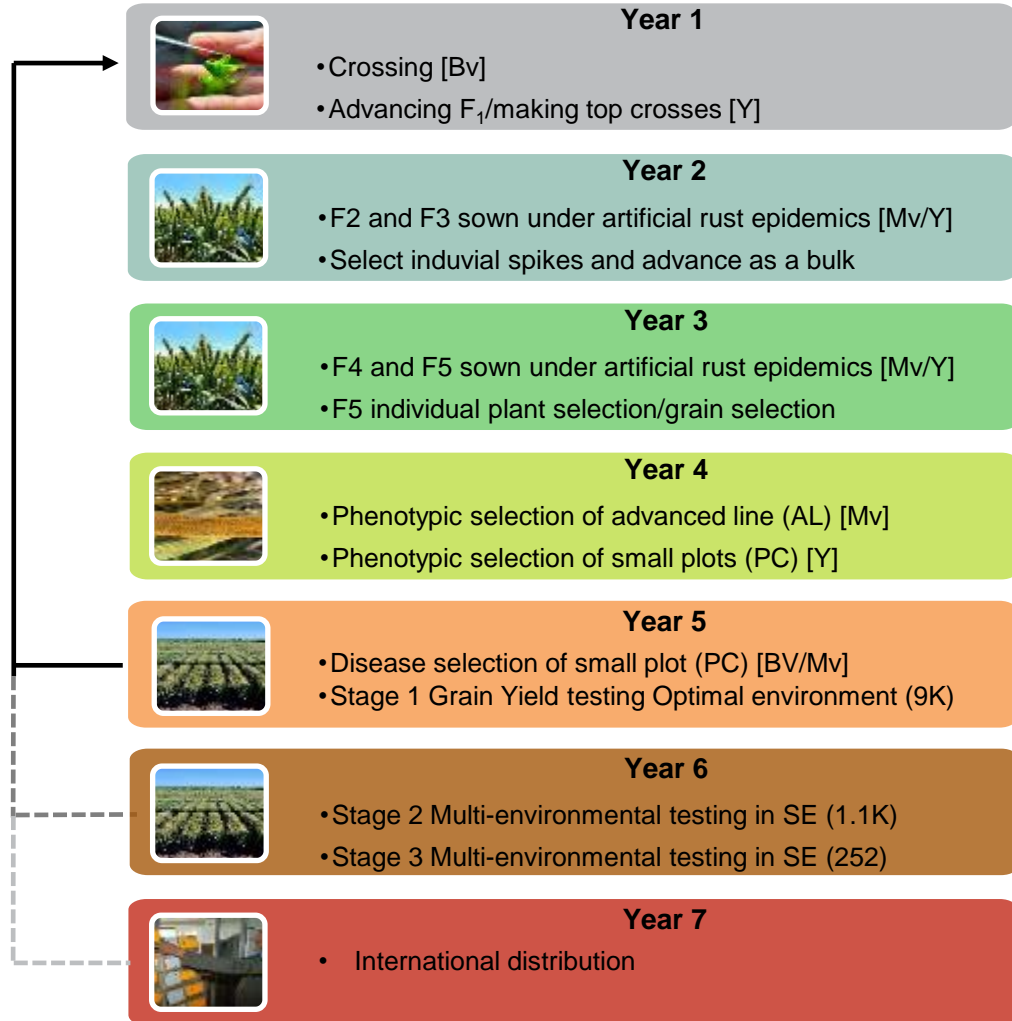 Year 1
•Crossing [Bv]
•Advancing F₁/making top crosses [Y]
Year 2
•F2 and F3 sown under artificial rust epidemics [Mv/Y]
•Select induvial spikes and advance as a bulk
Year 3
•F4 and F5 sown under artificial rust epidemics [Mv/Y]
•F5 individual plant selection/grain selection
Year 4
•Phenotypic selection of advanced line (AL) [Mv]
•Phenotypic selection of small plots (PC) [Y]
Year 5
•Disease selection of small plot (PC) [BV/Mv]
•Stage 1 Grain Yield testing Optimal environment (9K)
Year 6
•Stage 2 Multi-environmental testing in SE (1.1K)
•Stage 3 Multi-environmental testing in SE (252)
Year 7
• International distribution